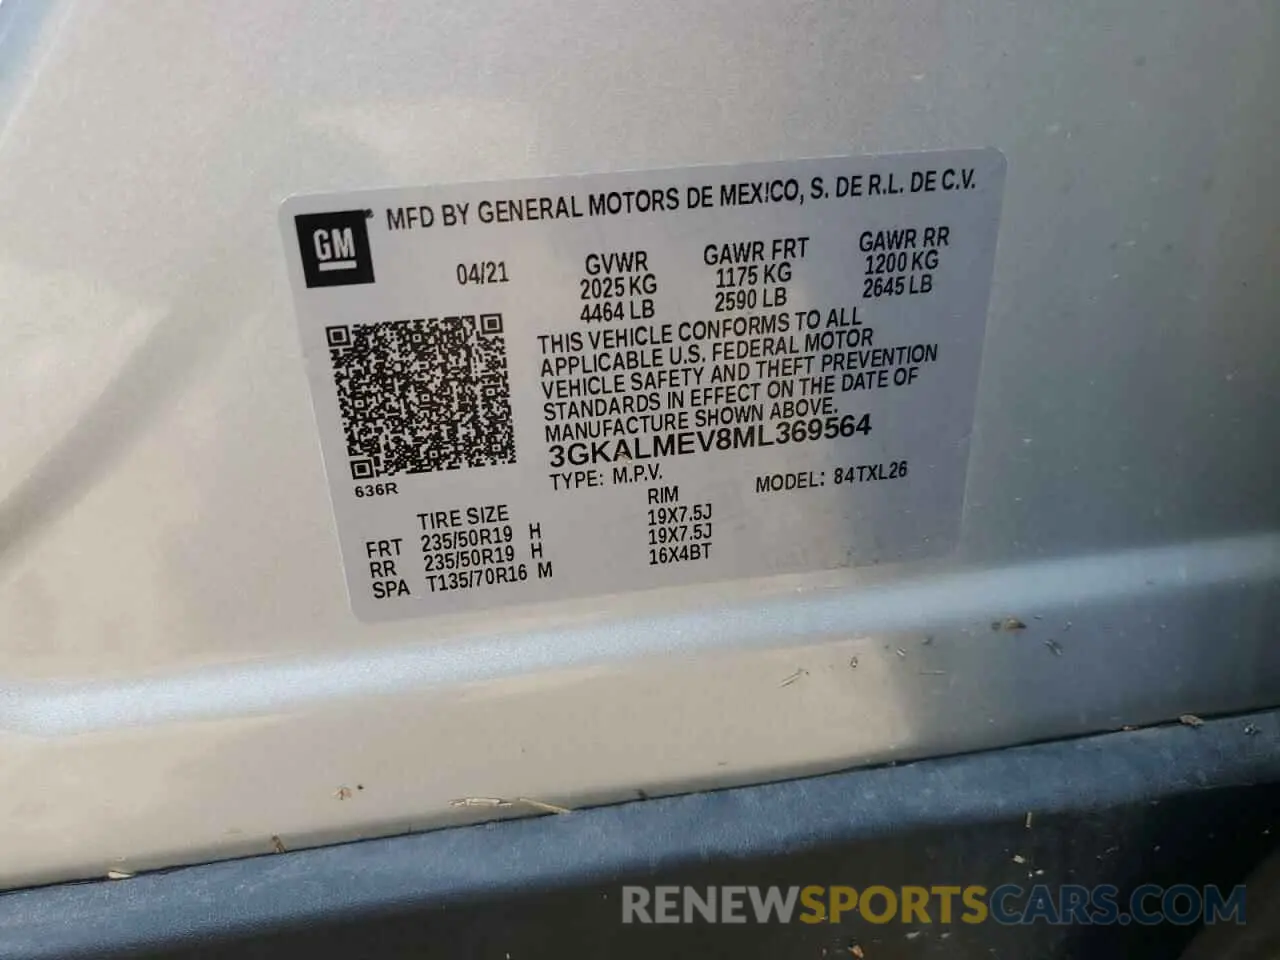 GM® MFD BY GENERAL MOTORS DE MEXICO, S. DE R.L. DE C.V.
04/21
GVWR
2025 KG
4464 LB
GAWR FRT
1175 KG
2590 LB
GAWR RR
1200 KG
2645 LB
THIS VEHICLE CONFORMS TO ALL
APPLICABLE U.S. FEDERAL MOTOR
VEHICLE SAFETY AND THEFT PREVENTION
STANDARDS IN EFFECT ON THE DATE OF
MANUFACTURE SHOWN ABOVE.
3GKALMEV8ML369564
636R
TYPE: M.P.V.
MODEL: 84TXL26
TIRE SIZE RIM
FRT 235/50R19 H 19X7.5J
RR 235/50R19 H 19X7.5J
SPA T135/70R16 M 16X4BT
RENEWSPORTSCARS.COM